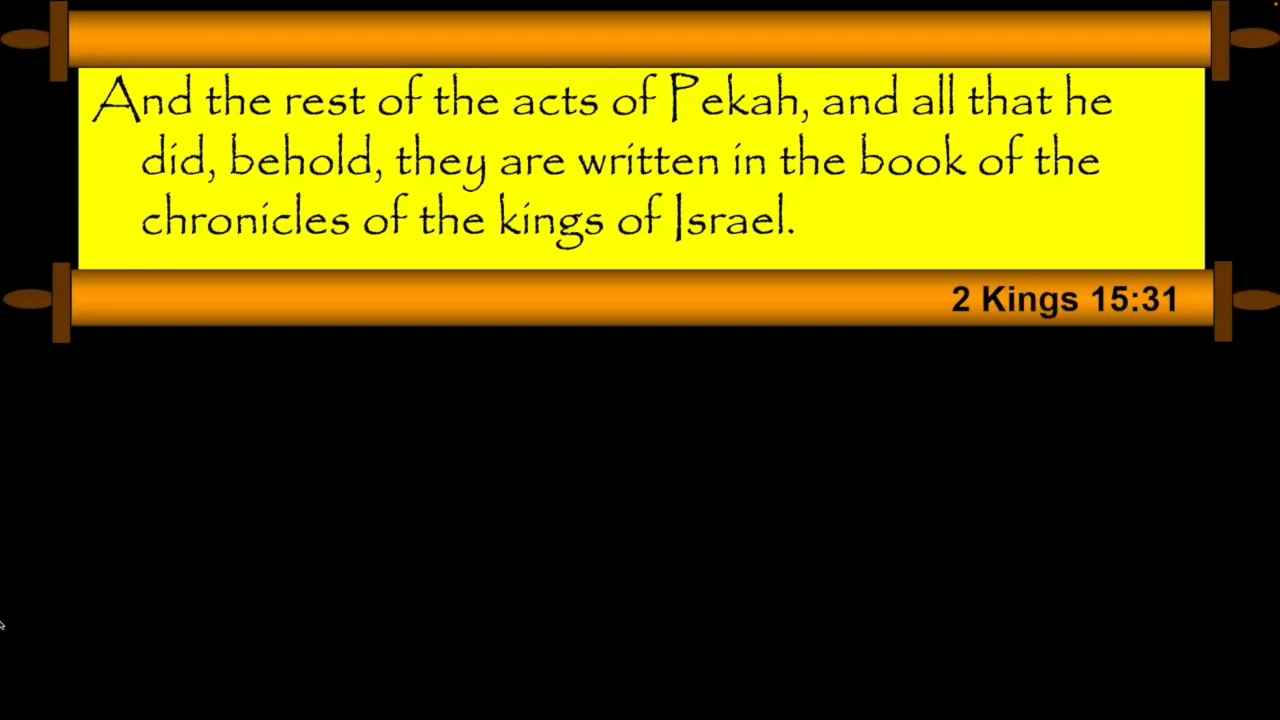 And the rest of the acts of Pekah, and all that he
did, behold, they are written in the book of the
chronicles of the kings of Israel.
2 Kings 15:31